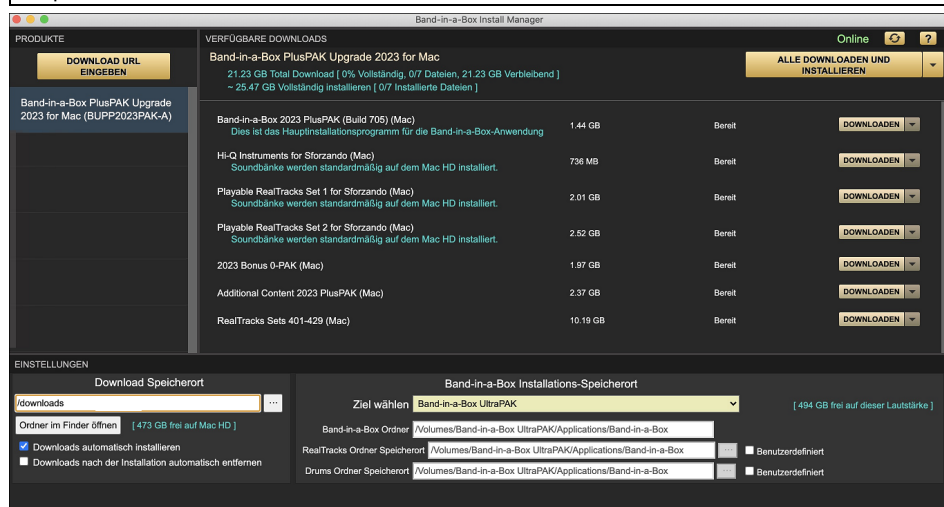 Band-in-a-Box Install Manager
PRODUKTE
DOWNLOAD URL
EINGEBEN
Band-in-a-Box PlusPAK Upgrade
2023 for Mac (BUPP2023PAK-A)
VERFÜGBARE DOWNLOADS
Online
?
Band-in-a-Box PlusPAK Upgrade 2023 for Mac
21.23 GB Total Download [ 0% Vollständig, 0/7 Dateien, 21.23 GB Verbleibend ]
~ 25.47 GB Vollständig installieren [ 0/7 Installierte Dateien ]
ALLE DOWNLOADEN UND
INSTALLIEREN
Band-in-a-Box 2023 PlusPAK (Build 705) (Mac)
Dies ist das Hauptinstallationsprogramm für die Band-in-a-Box-Anwendung
1.44 GB
Bereit
DOWNLOADEN
Hi-Q Instruments for Sforzando (Mac)
Soundbänke werden standardmäßig auf dem Mac HD installiert.
736 MB
Bereit
DOWNLOADEN
Playable RealTracks Set 1 for Sforzando (Mac)
Soundbänke werden standardmäßig auf dem Mac HD installiert.
2.01 GB
Bereit
DOWNLOADEN
Playable RealTracks Set 2 for Sforzando (Mac)
Soundbänke werden standardmäßig auf dem Mac HD installiert.
2.52 GB
Bereit
DOWNLOADEN
2023 Bonus 0-PAK (Mac)
1.97 GB
Bereit
DOWNLOADEN
Additional Content 2023 PlusPAK (Mac)
2.37 GB
Bereit
DOWNLOADEN
RealTracks Sets 401-429 (Mac)
10.19 GB
Bereit
DOWNLOADEN
EINSTELLUNGEN
Download Speicherort
/downloads
...
Ordner im Finder öffnen
[ 473 GB frei auf Mac HD ]
Downloads automatisch installieren
Downloads nach der Installation automatisch entfernen
Band-in-a-Box Installations-Speicherort
Ziel wählen
Band-in-a-Box UltraPAK
[ 494 GB frei auf dieser Lautstärke ]
Band-in-a-Box Ordner
/Volumes/Band-in-a-Box UltraPAK/Applications/Band-in-a-Box
RealTracks Ordner Speicherort
/Volumes/Band-in-a-Box UltraPAK/Applications/Band-in-a-Box
...
Benutzerdefiniert
Drums Ordner Speicherort
/Volumes/Band-in-a-Box UltraPAK/Applications/Band-in-a-Box
...
Benutzerdefiniert